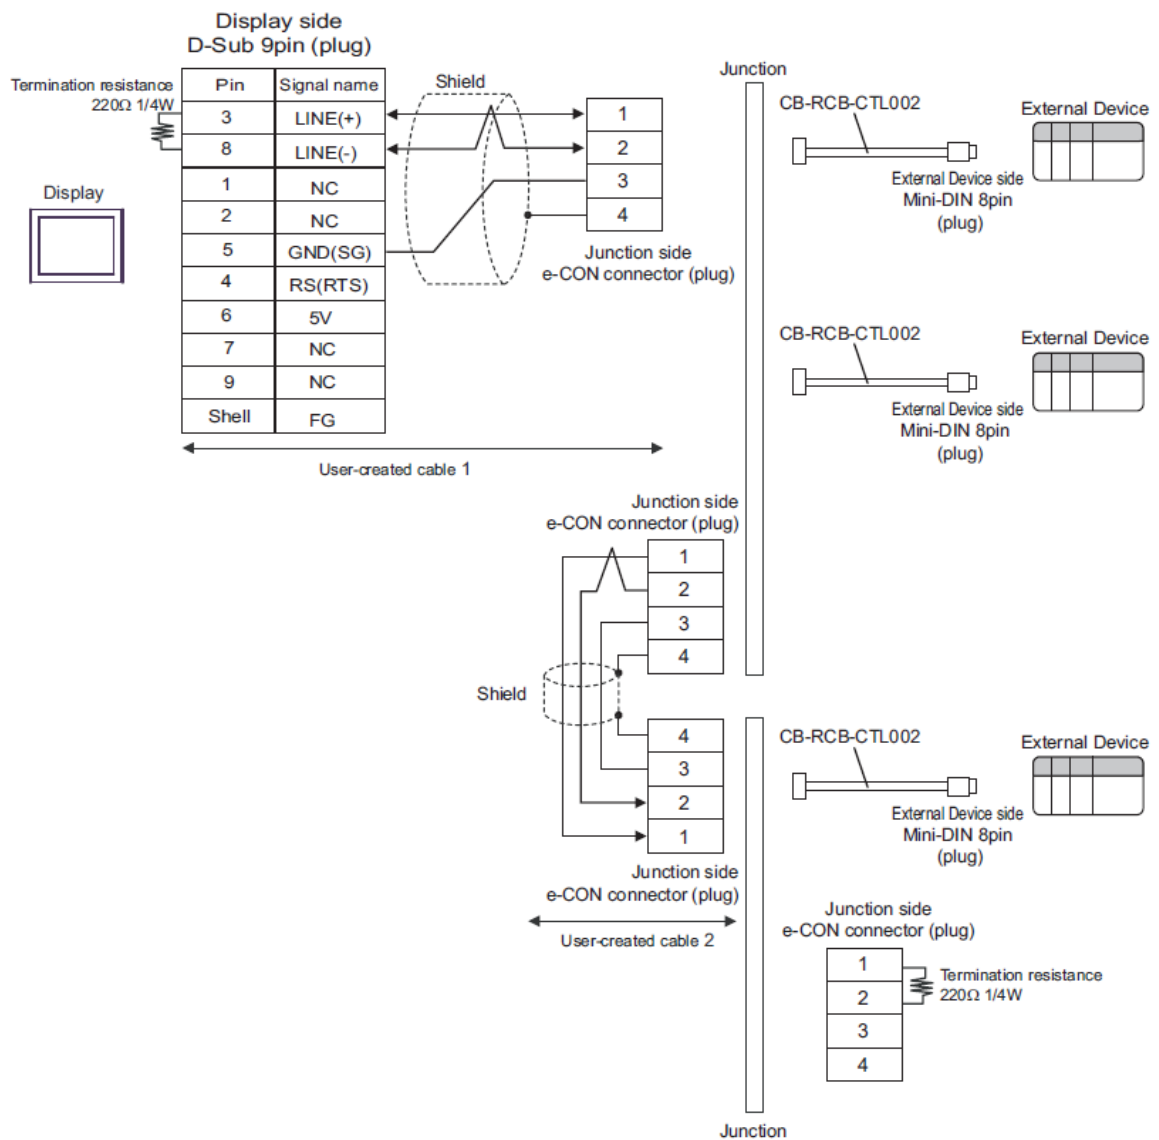 Display side
D-Sub 9pin (plug)
Termination resistance
220Ω 1/4W
Pin Signal name
3 LINE(+)
8 LINE(-)
1 NC
2 NC
5 GND(SG)
4 RS(RTS)
6 5V
7 NC
9 NC
Shell FG
Display
Shield
1
2
3
4
Junction side
e-CON connector (plug)
User-created cable 1
Junction
CB-RCB-CTL002
External Device
External Device side
Mini-DIN 8pin
(plug)
CB-RCB-CTL002
External Device
External Device side
Mini-DIN 8pin
(plug)
Junction side
e-CON connector (plug)
1
2
3
4
Shield
4
3
2
1
Junction side
e-CON connector (plug)
User-created cable 2
CB-RCB-CTL002
External Device
External Device side
Mini-DIN 8pin
(plug)
Junction side
e-CON connector (plug)
1
2
3
4
Termination resistance
220Ω 1/4W
Junction